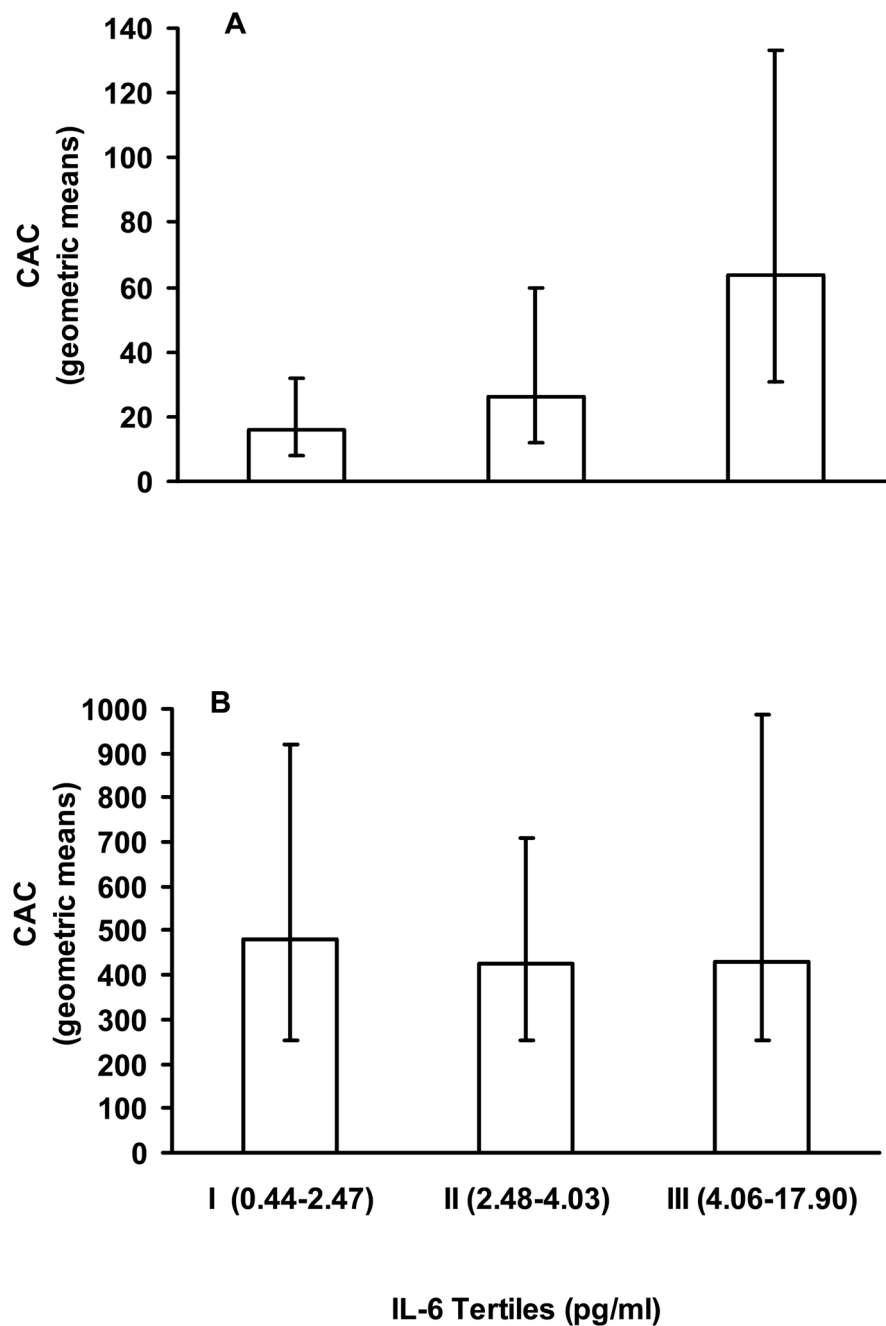 A
140
120
100
80
60
40
20
0
CAC
(geometric means)
B
1000
900
800
700
600
500
400
300
200
100
0
CAC
(geometric means)
I (0.44-2.47) II (2.48-4.03) III (4.06-17.90)
IL-6 Tertiles (pg/ml)